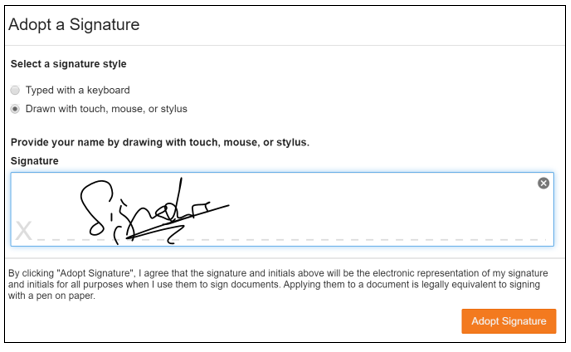 Adopt a Signature
Select a signature style
Typed with a keyboard
Drawn with touch, mouse, or stylus
Provide your name by drawing with touch, mouse, or stylus.
Signature
X
By clicking "Adopt Signature", I agree that the signature and initials above will be the electronic representation of my signature
and initials for all purposes when I use them to sign documents. Applying them to a document is legally equivalent to signing
with a pen on paper.
Adopt Signature